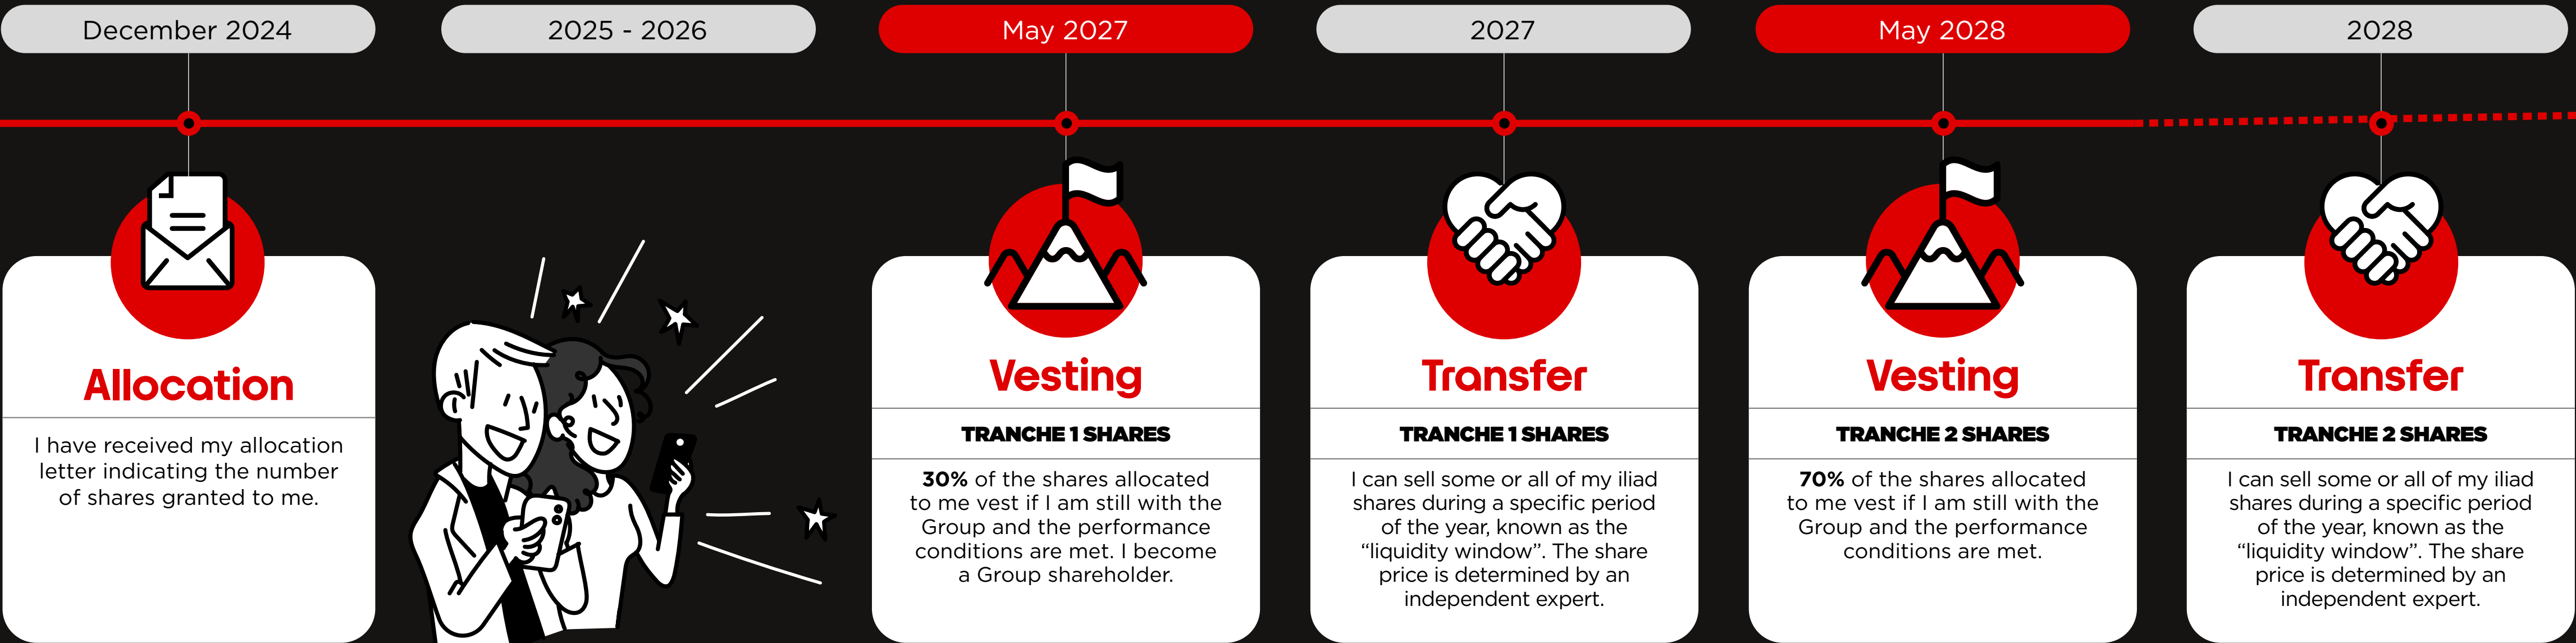 December 2024
2025 - 2026
May 2027
2027
May 2028
2028
Allocation
I have received my allocation
letter indicating the number
of shares granted to me.
Vesting
TRANCHE 1 SHARES
30% of the shares allocated
to me vest if I am still with the
Group and the performance
conditions are met. I become
a Group shareholder.
Transfer
TRANCHE 1 SHARES
I can sell some or all of my iliad
shares during a specific period
of the year, known as the
“liquidity window”. The share
price is determined by an
independent expert.
Vesting
TRANCHE 2 SHARES
70% of the shares allocated
to me vest if I am still with the
Group and the performance
conditions are met.
Transfer
TRANCHE 2 SHARES
I can sell some or all of my iliad
shares during a specific period
of the year, known as the
“liquidity window”. The share
price is determined by an
independent expert.